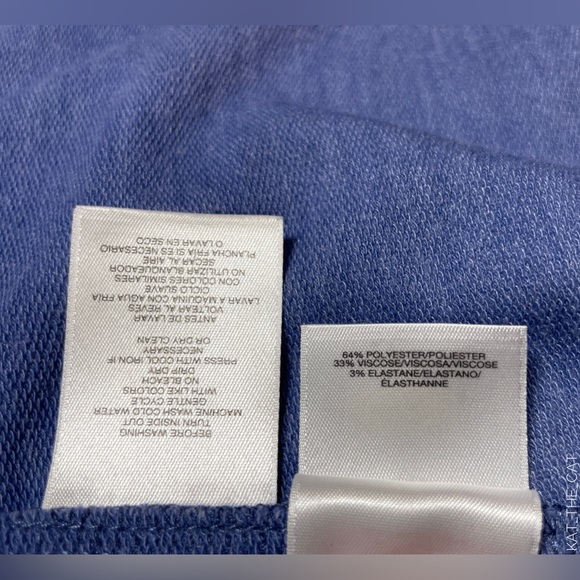 BEFORE WASHING
TURN INSIDE OUT
MACHINE WASH COLD WATER
GENTLE CYCLE
WITH LIKE COLORS
NO BLEACH
DRIP DRY
PRESS WITH COOL IRON IF
NECESSARY
OR DRY CLEAN
ANTES DE LAVAR
VOLTEAR AL REVES
LAVAR A MAQUINA CON AGUA FRIA
CICLO SUAVE
CON COLORES SIMILARES
NO UTILIZAR BLANQUEADOR
SECAR AL AIRE
PLANCHA FRIA SI ES NECESARIO
O LAVAR EN SECO
64% POLYESTER/POLIESTER
33% VISCOSE/VISCOSA/VISCOSE
3% ELASTANE/ELASTANO/
ÉLASTHANNE
KAT-THE-CAT